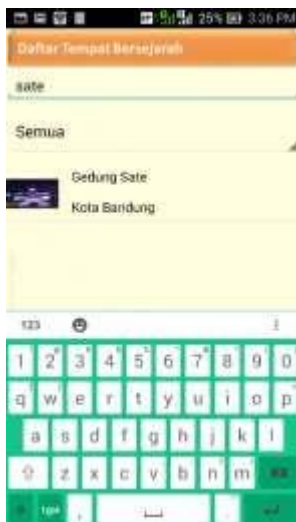 25% 3:36 PM
Daftar Tempat Bersejarah
sate
Semua
Gedung Sate
Kota Bandung
123
1 2 3 4 5 6 7 8 9 0
q w e r t y u i o p
a s d f g h j k l
z x c v b n m
, .